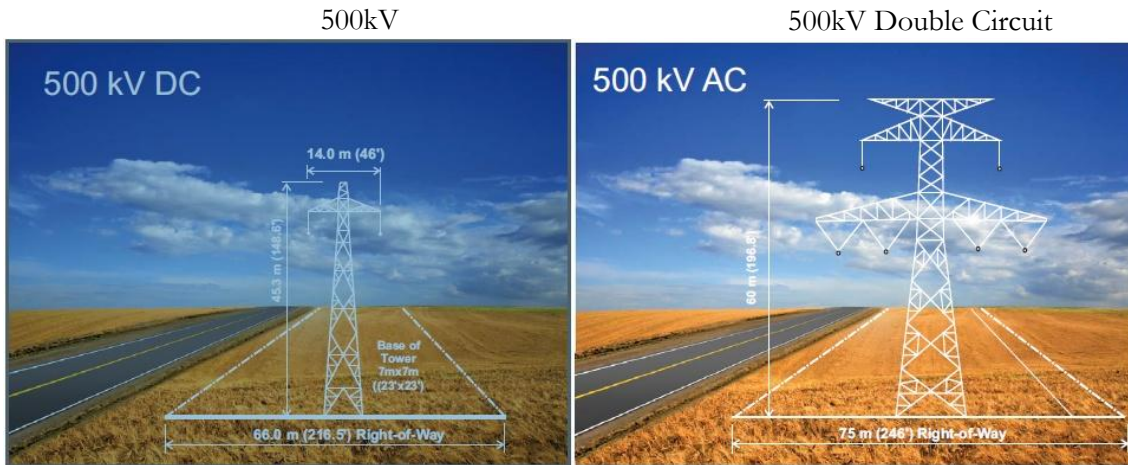 500kV
500kV Double Circuit
500 kV DC
14.0 m (46')
45.3 m (148.6')
Base of
Tower
7mx7m
((23'x23')
66.0 m (216.5') Right-of-Way
500 kV AC
60 m (196.8')
75 m (246') Right-of-Way